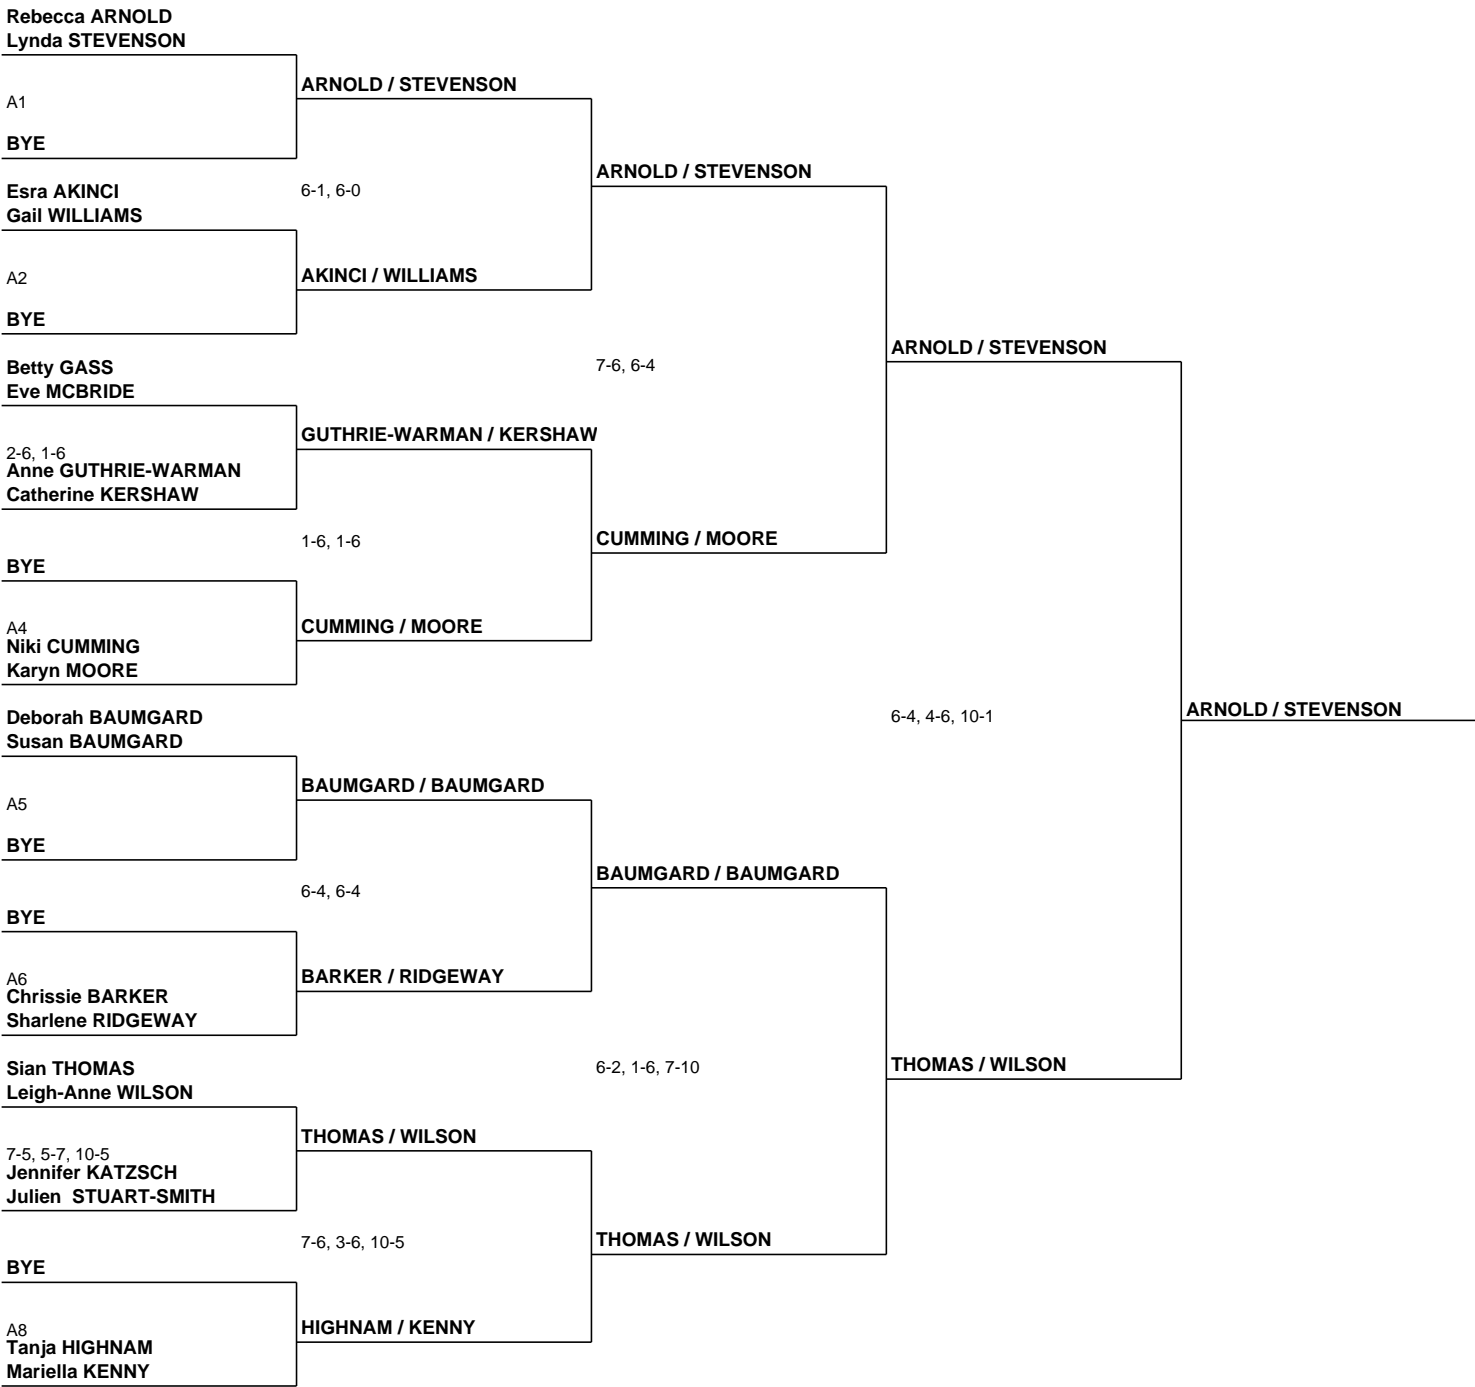 Rebecca ARNOLD
Lynda STEVENSON
A1
BYE
Esra AKINCI
Gail WILLIAMS
A2
BYE
Betty GASS
Eve MCBRIDE
2-6, 1-6
Anne GUTHRIE-WARMAN
Catherine KERSHAW
BYE
A4
Niki CUMMING
Karyn MOORE
Deborah BAUMGARD
Susan BAUMGARD
A5
BYE
BYE
A6
Chrissie BARKER
Sharlene RIDGEWAY
Sian THOMAS
Leigh-Anne WILSON
7-5, 5-7, 10-5
Jennifer KATZSCH
Julien  STUART-SMITH
BYE
A8
Tanja HIGHNAM
Mariella KENNY
ARNOLD / STEVENSON
6-1, 6-0
AKINCI / WILLIAMS
GUTHRIE-WARMAN / KERSHAW
1-6, 1-6
CUMMING / MOORE
BAUMGARD / BAUMGARD
6-4, 6-4
BARKER / RIDGEWAY
THOMAS / WILSON
7-6, 3-6, 10-5
HIGHNAM / KENNY
ARNOLD / STEVENSON
7-6, 6-4
CUMMING / MOORE
BAUMGARD / BAUMGARD
6-2, 1-6, 7-10
THOMAS / WILSON
ARNOLD / STEVENSON
6-4, 4-6, 10-1
THOMAS / WILSON
ARNOLD / STEVENSON